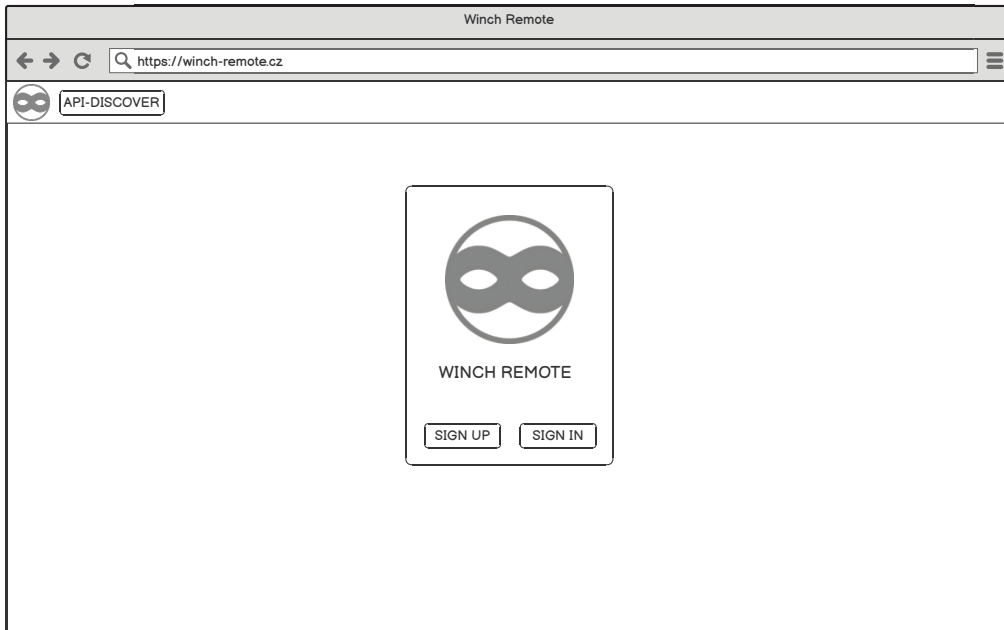 Winch Remote
https://winch-remote.cz
API-DISCOVER
WINCH REMOTE
SIGN UP
SIGN IN